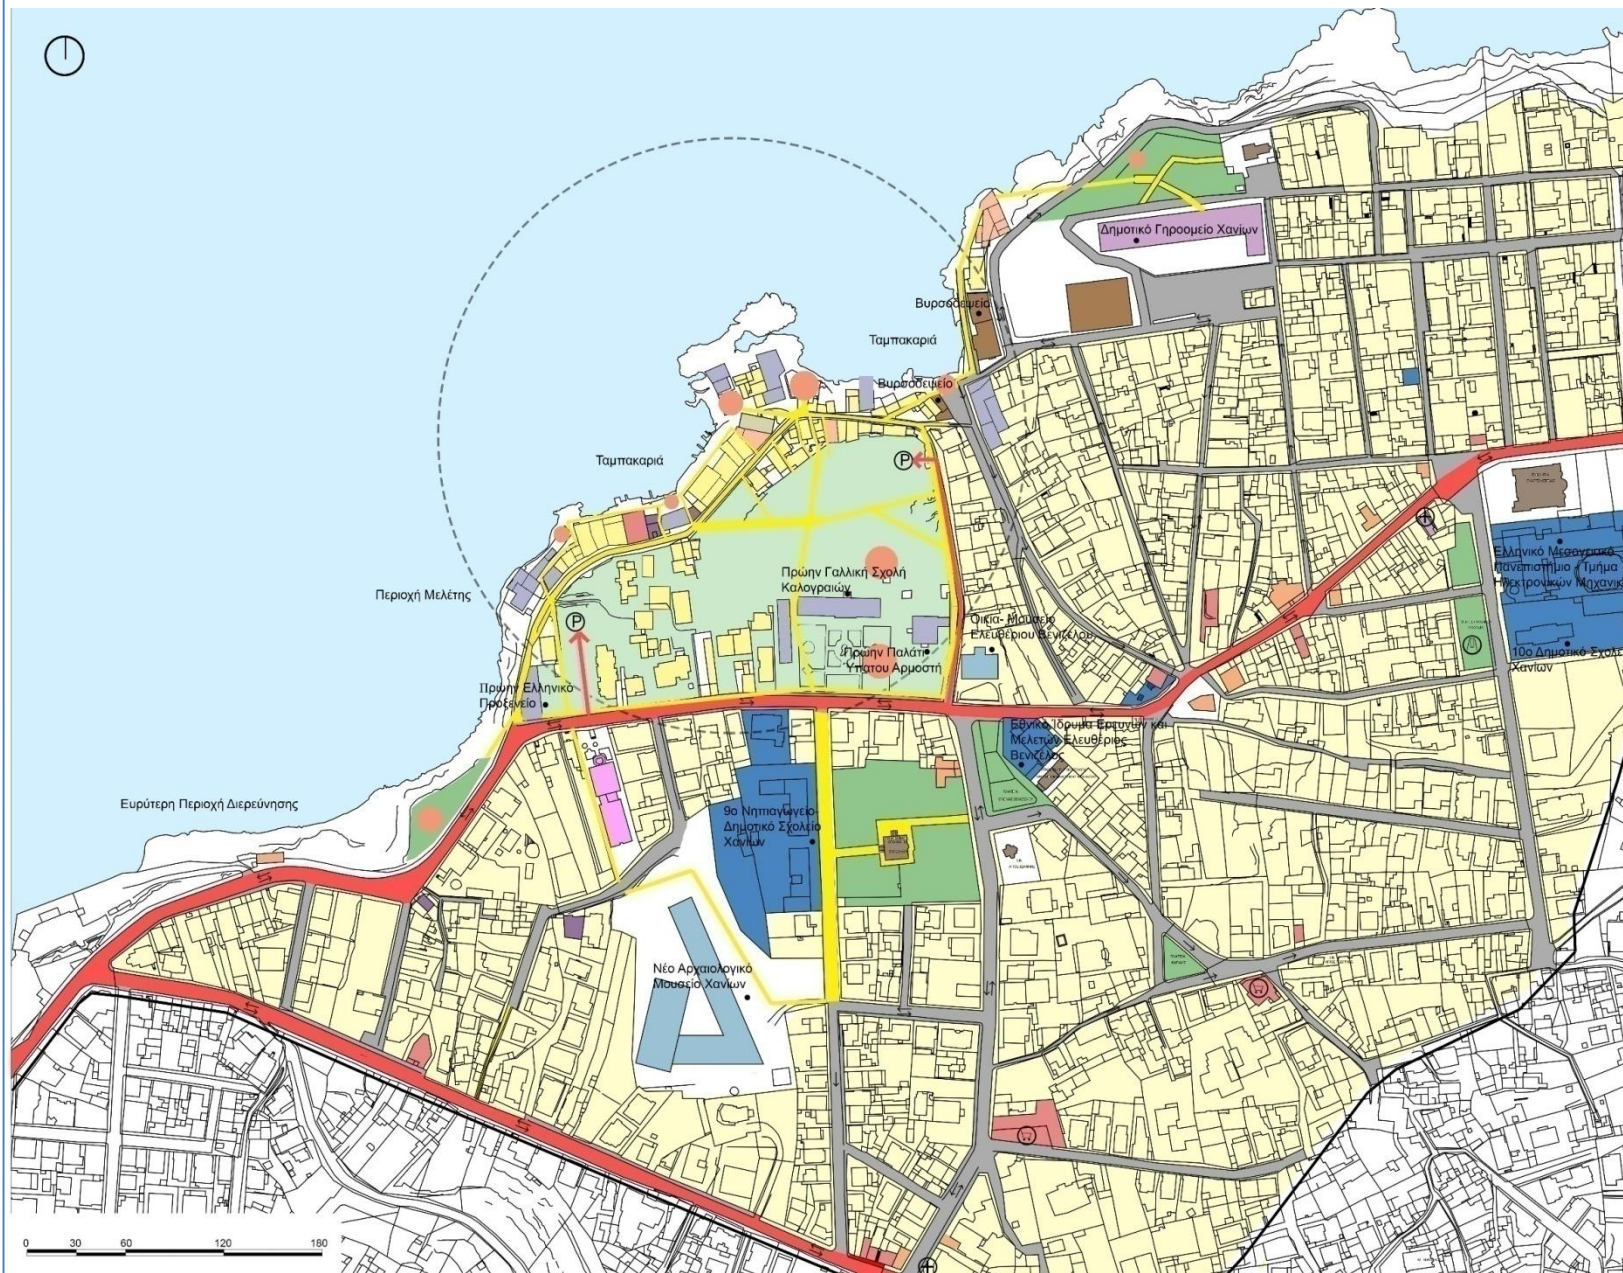 Δημοτικό Γηροομείο Χανίων
Βυρσοδεψείο
Ταμπακαριά
Βυρσοδεψείο
Ταμπακαριά
P
P
Περιοχή Μελέτης
Πρώην Γαλλική Σχολή
Καλογραιών
Οικία- Μουσείο
Ελευθέριου Βενιζέλου
Πρώην Παλάτι
Ύπατου Αρμοστή
Πρώην Ελληνικό
Προξενείο
Ελληνικό Μεσογειακό
Πανεπιστήμιο - Τμήμα
Ηλεκτρονικών Μηχανικ
10ο Δημοτικό Σχολε
Χανίων
Εθνικό Ίδρυμα Ερευνών και
Μελετών Ελευθέριος
Βενιζέλος
Ευρύτερη Περιοχή Διερεύνησης
9ο Νηπιαγωγείο-
Δημοτικό Σχολείο
Χανίων
Νέο Αρχαιολογικό
Μουσείο Χανίων
0 30 60 120 180